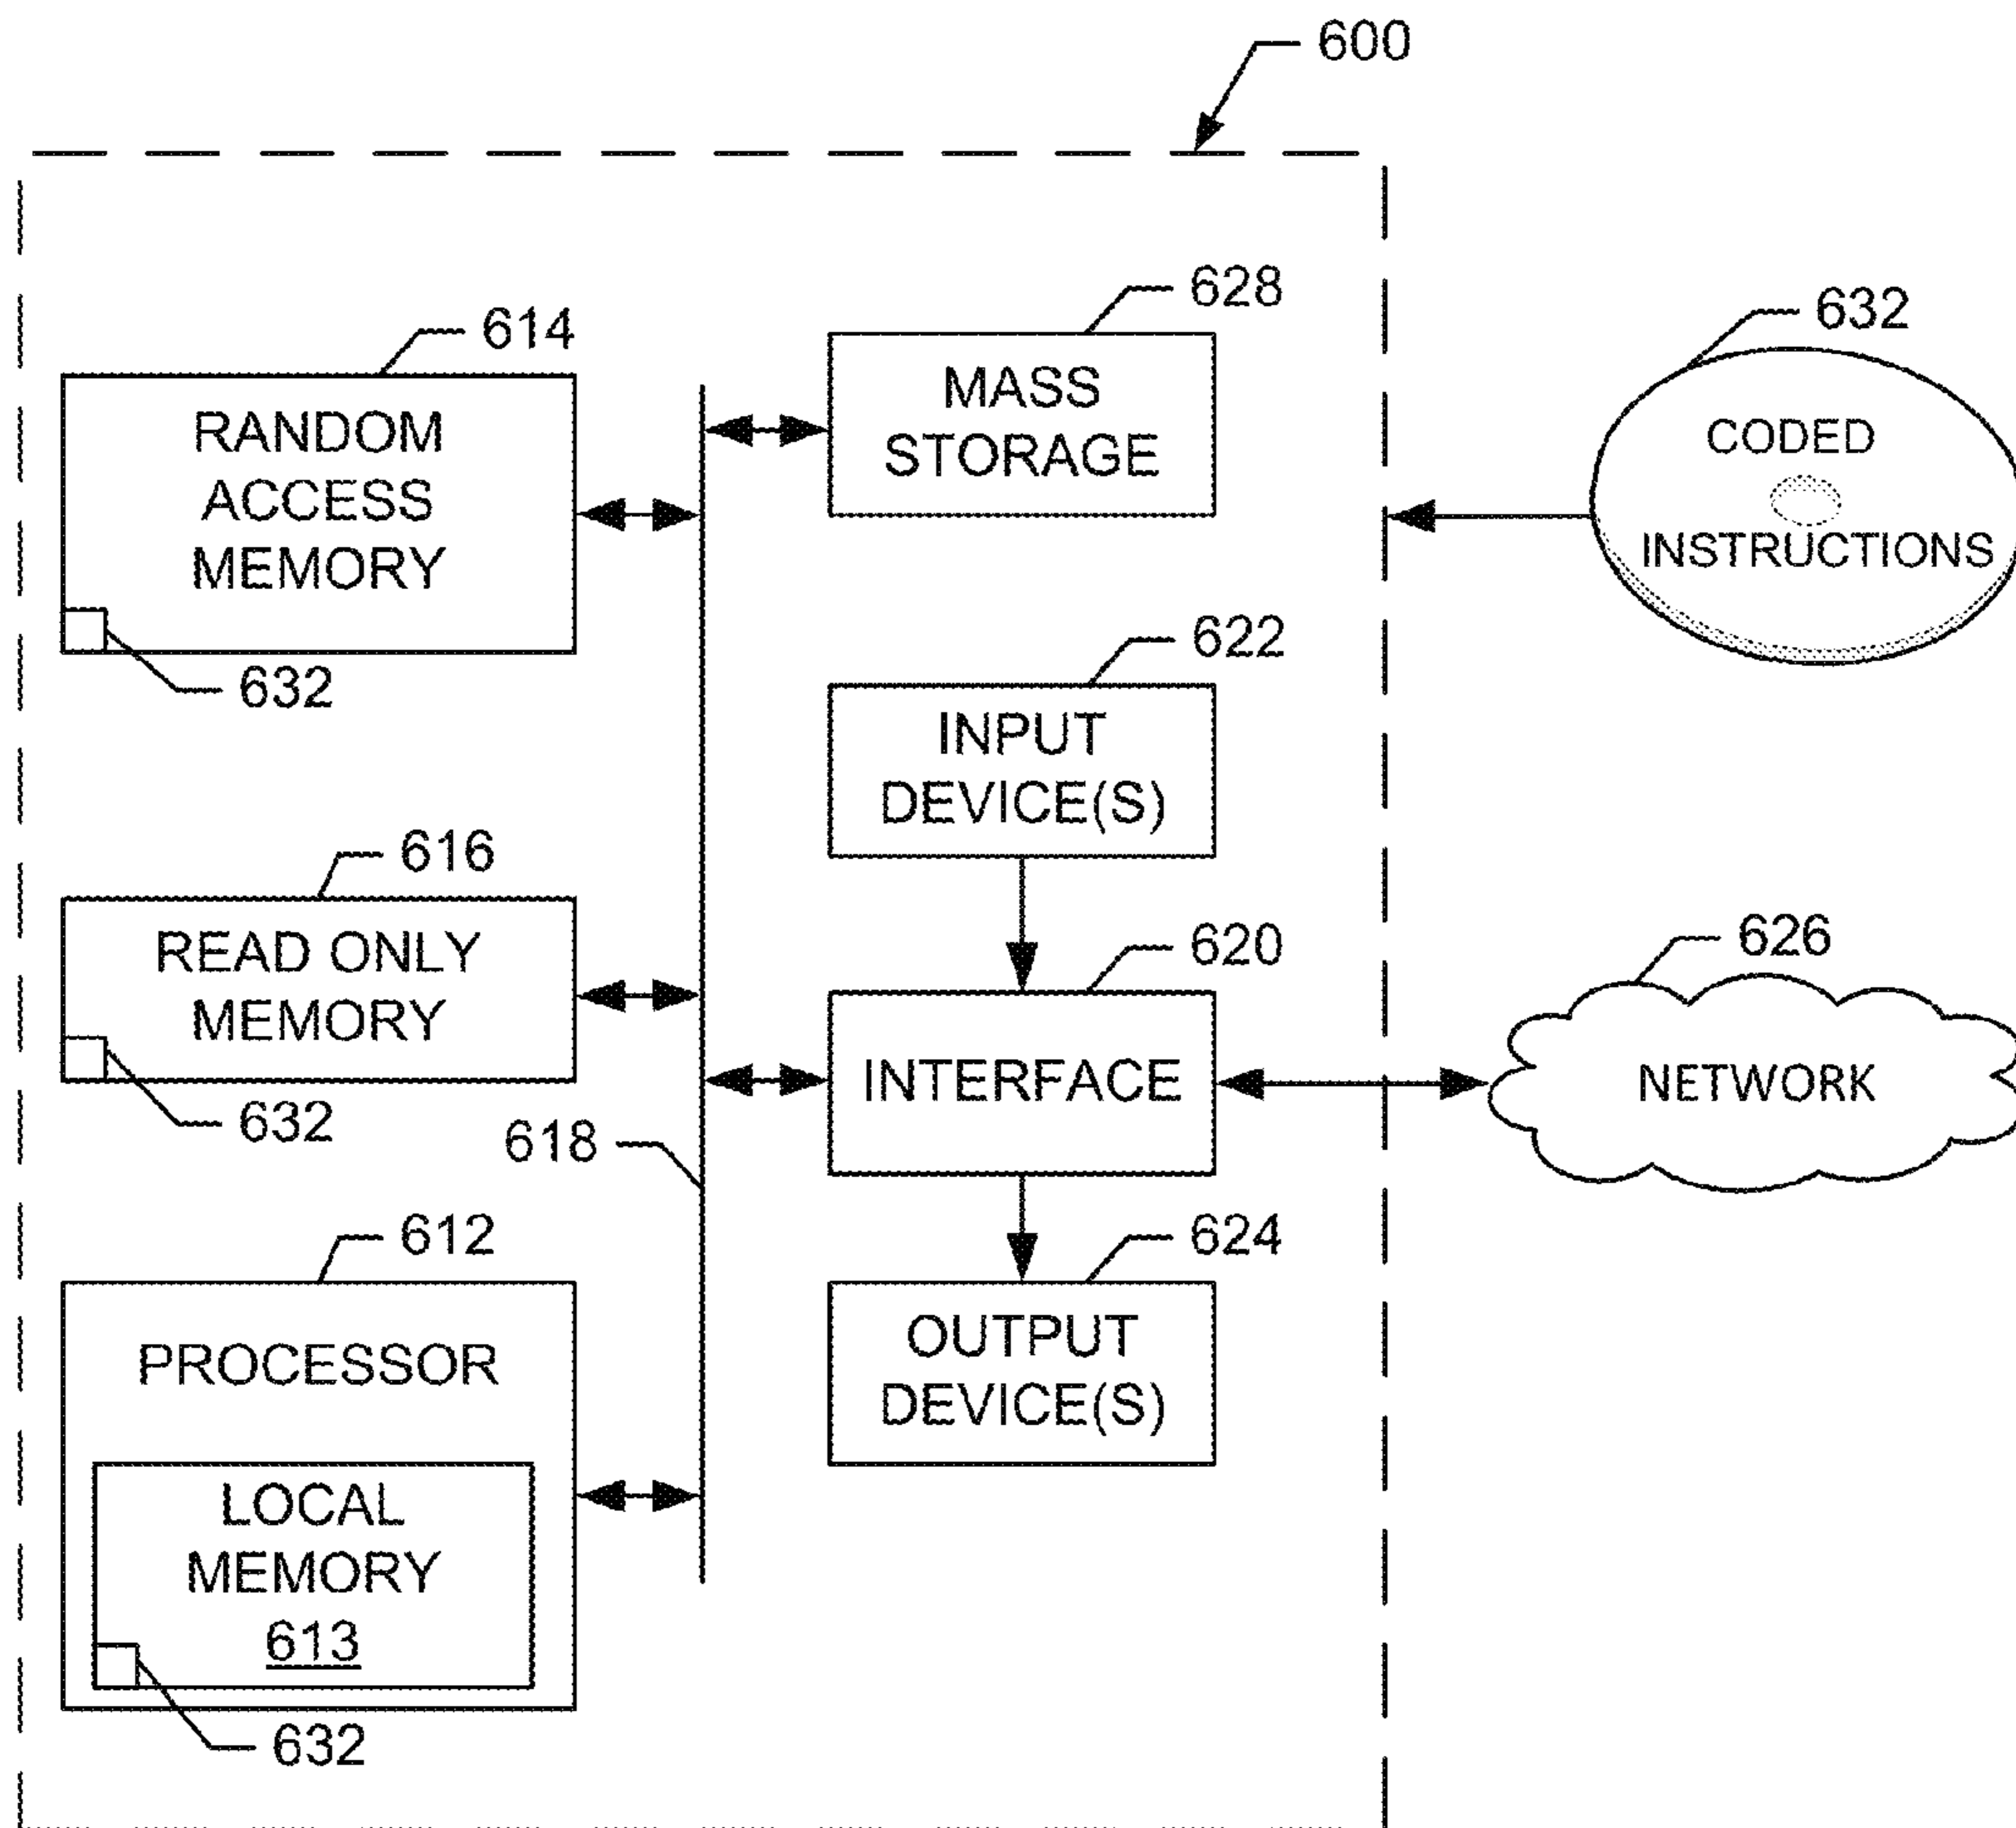 600
628
614
632
MASS
STORAGE
RANDOM
ACCESS
MEMORY
CODED
INSTRUCTIONS
632
622
INPUT
DEVICE(S)
616
READ ONLY
MEMORY
632
620
626
INTERFACE
NETWORK
618
612
624
PROCESSOR
OUTPUT
DEVICE(S)
LOCAL
MEMORY
613
632